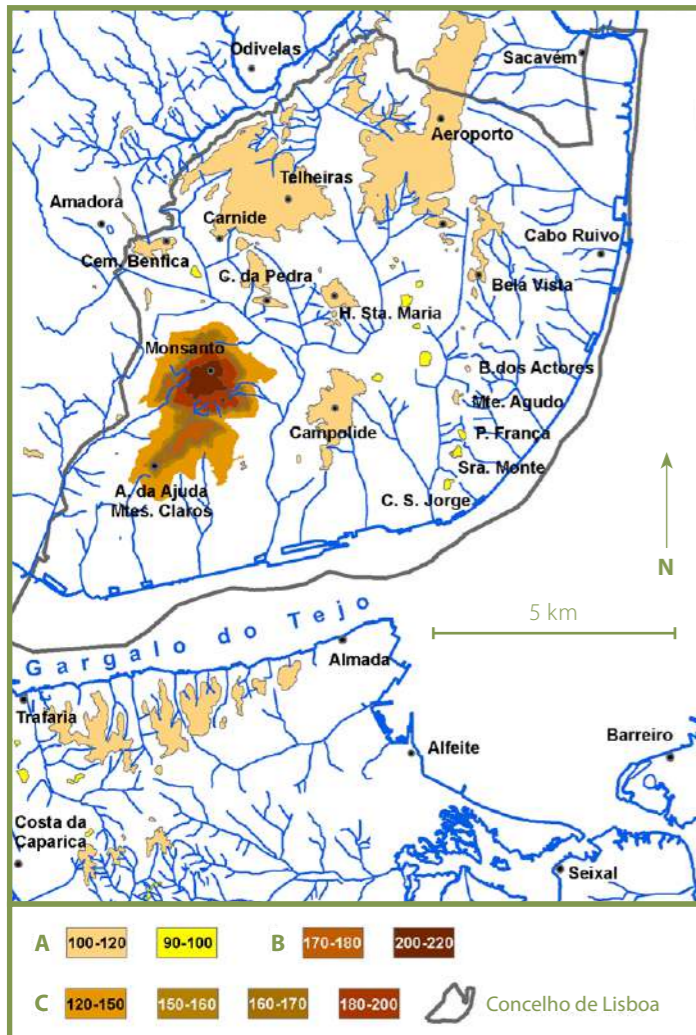 Odivelas
Sacavém
Aeroporto
Telheiras
Amadora
Carnide
Cem. Benfica
Cabo Ruivo
C. da Pedra
Bela Vista
H. Sta. Maria
Monsanto
B.dos Actores
Mte. Agudo
Campolide
P. França
Sra. Monte
A. da Ajuda
Mtes. Claros
C. S. Jorge
N
5 km
Gargalo do Tejo
Almada
Trafaria
Alfeite
Barreiro
Costa da
Caparica
Seixal
A 100-120 90-100 B 170-180 200-220
C 120-150 150-160 160-170 180-200 Concelho de Lisboa